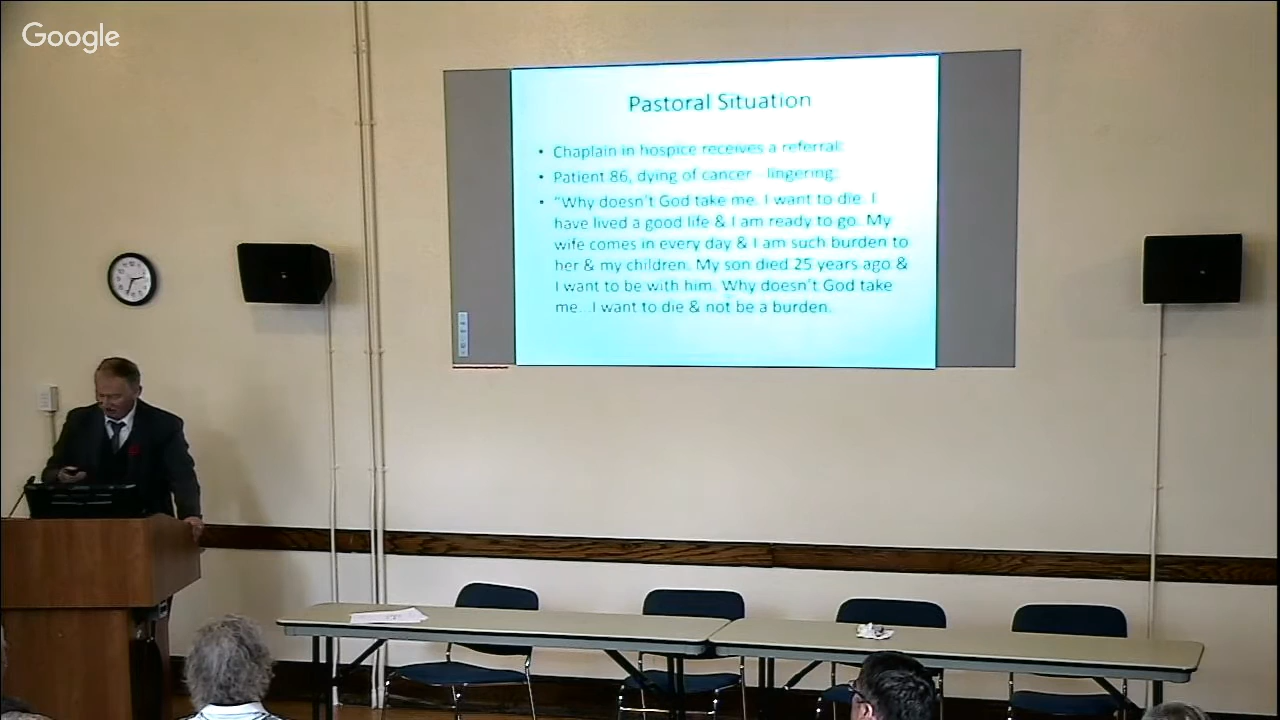 Google
Pastoral Situation
• Chaplain in hospice receives a referral:
• Patient 86, dying of cancer - lingering:
• "Why doesn't God take me. I want to die. I
have lived a good life & I am ready to go. My
wife comes in every day & I am such burden to
her & my children. My son died 25 years ago &
I want to be with him. Why doesn't God take
me...I want to die & not be a burden.